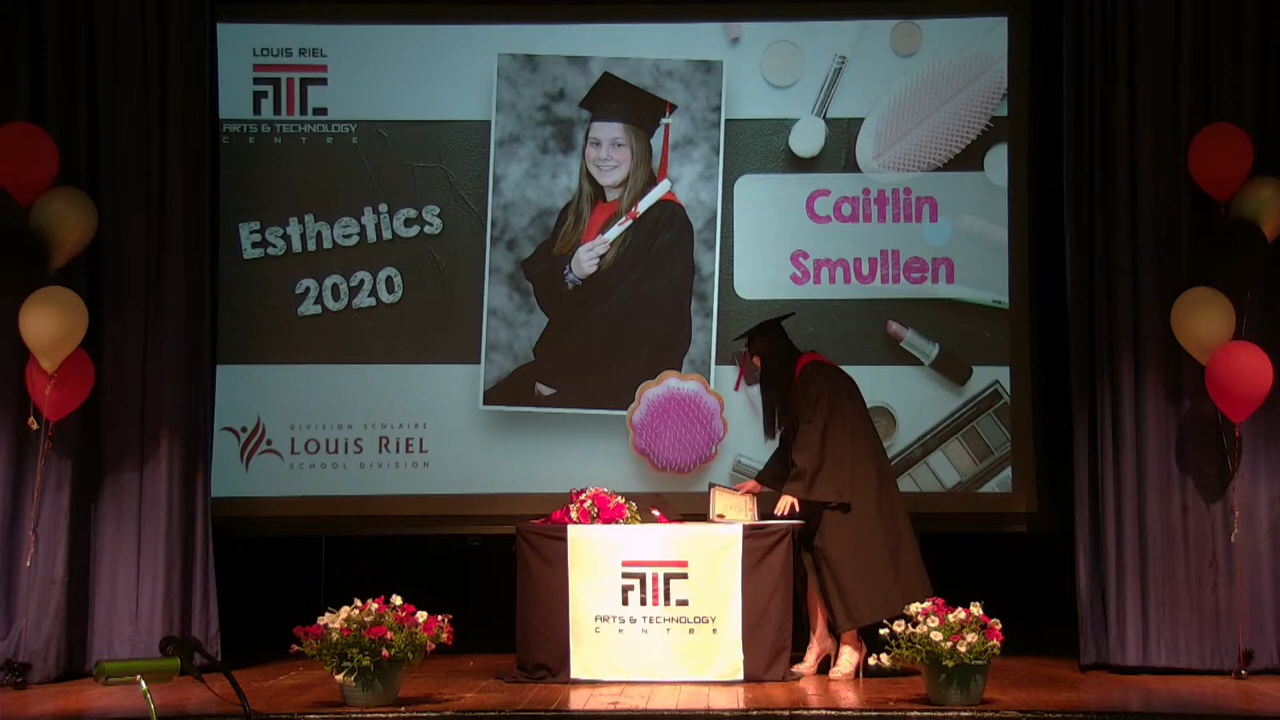 LOUIS RIEL
ATC
ARTS & TECHNOLOGY
CENTRE
Esthetics
2020
Caitlin
Smullen
DIVISION SCOLAIRE
LOUiS RiEL
SCHOOL DIVISION
ATC
ARTS & TECHNOLOGY
CENTRE